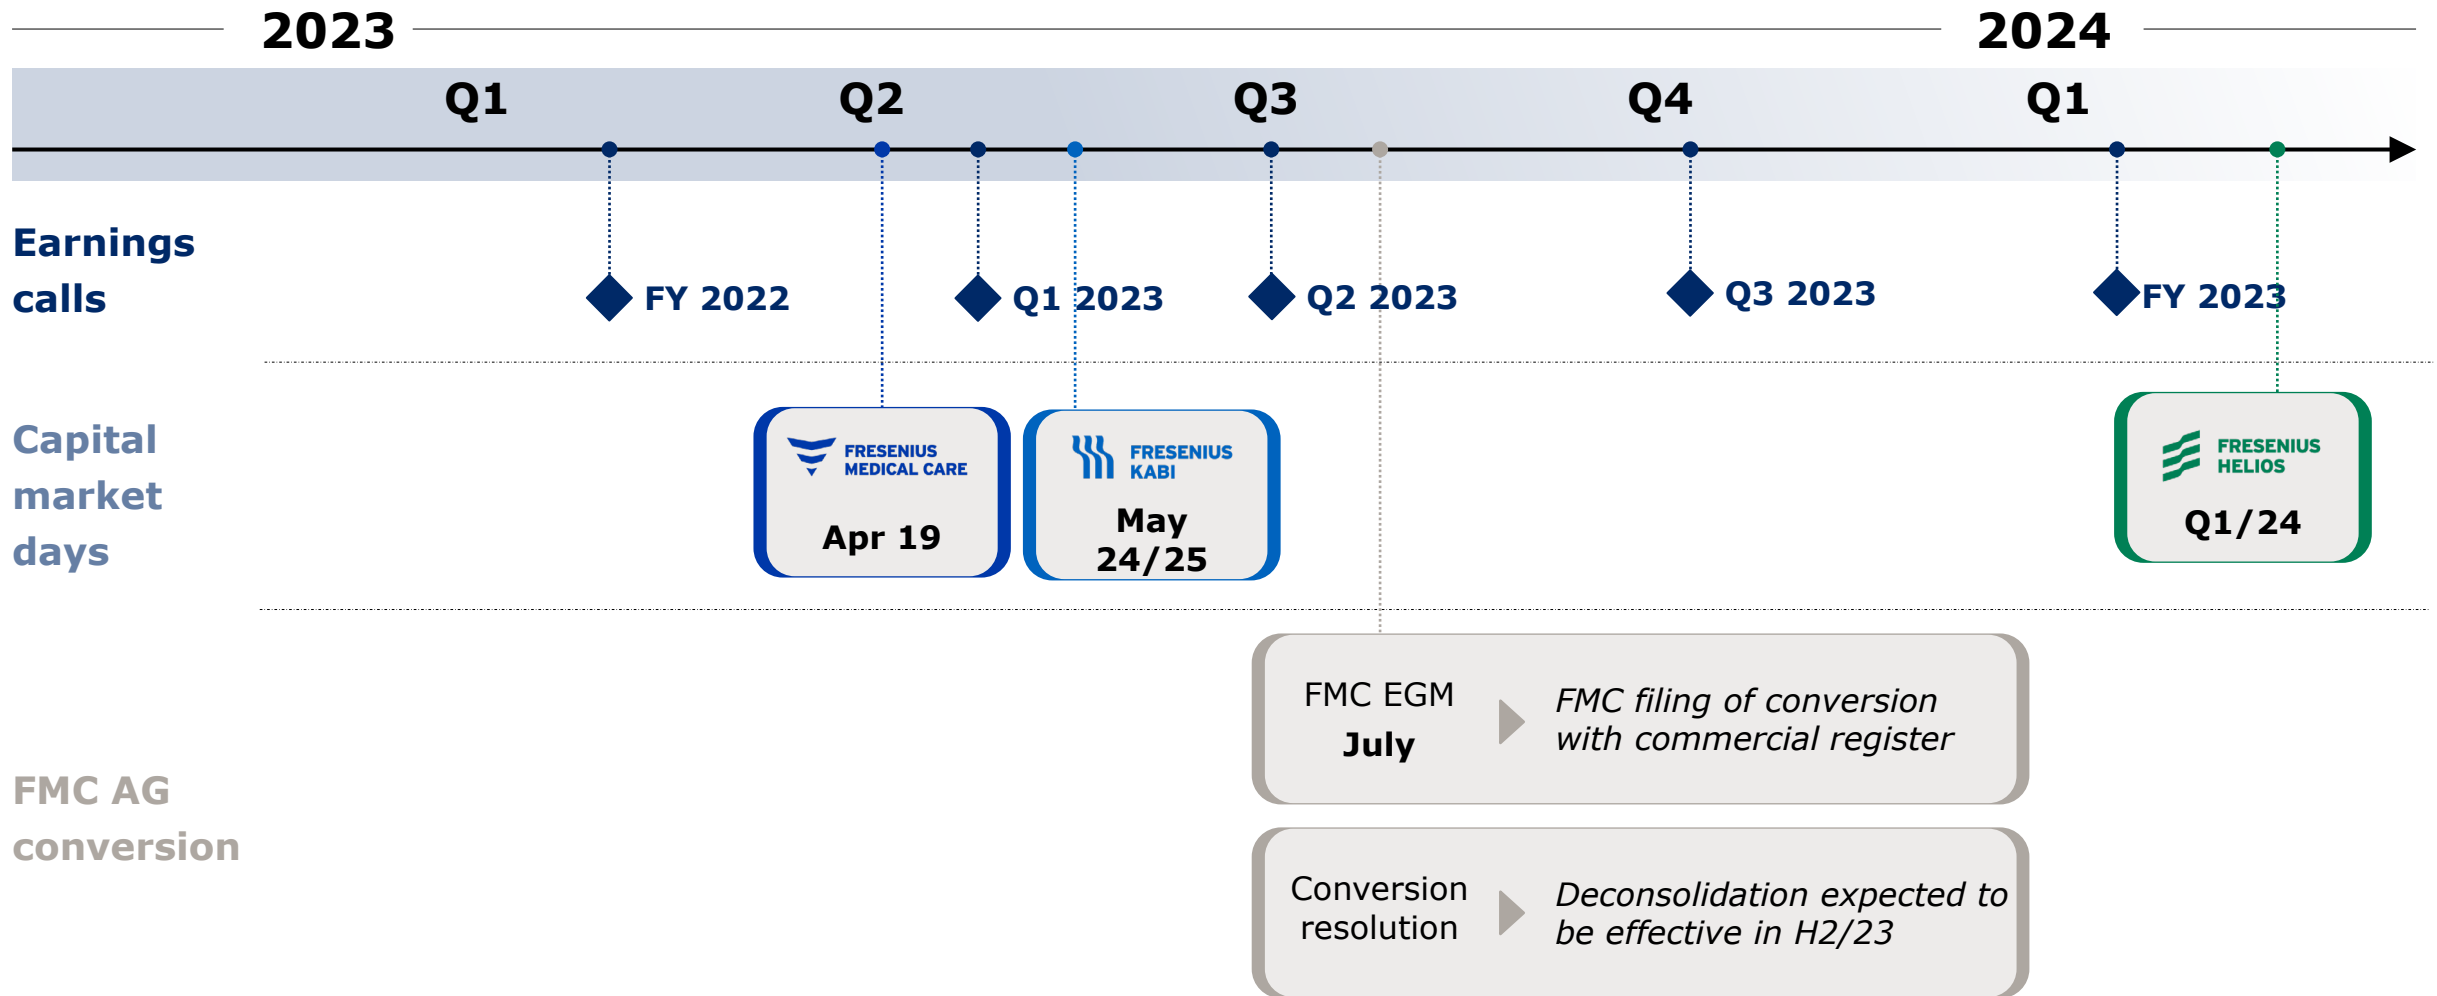 2023
2024
Q1
Q2
Q3
Q4
Q1
Earnings
calls
FY 2022
Q1 2023
Q2 2023
Q3 2023
FY 2023
Capital
market
days
FRESENIUS
MEDICAL CARE
Apr 19
FRESENIUS
KABI
May
24/25
FRESENIUS
HELIOS
Q1/24
FMC AG
conversion
FMC EGM
July
FMC filing of conversion
with commercial register
Conversion
resolution
Deconsolidation expected to
be effective in H2/23